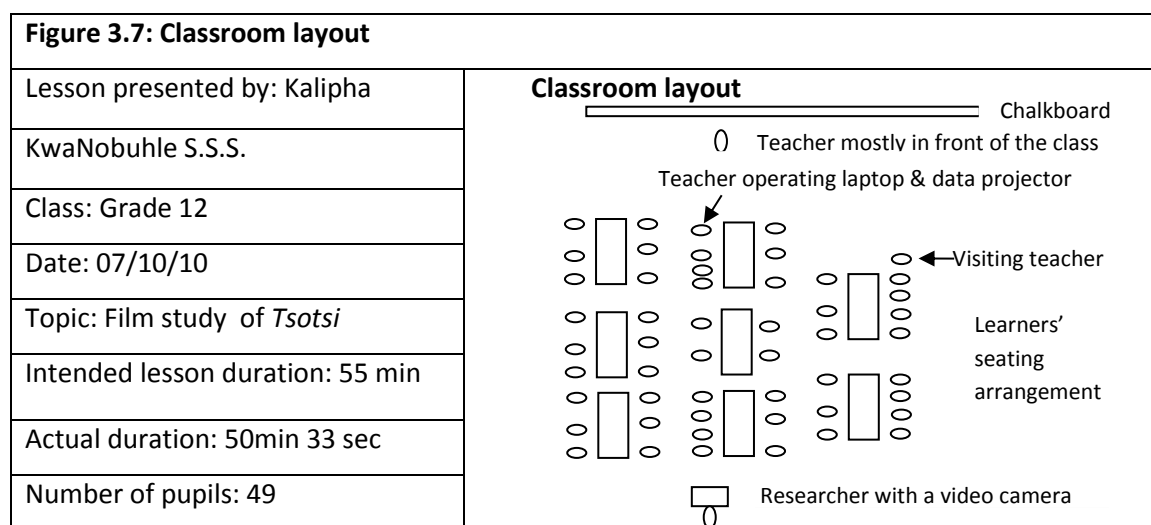 Figure 3.7: Classroom layout
Lesson presented by: Kalipha
KwaNobuhle S.S.S.
Class: Grade 12
Date: 07/10/10
Topic: Film study of Tsotsi
Intended lesson duration: 55 min
Actual duration: 50min 33 sec
Number of pupils: 49
Classroom layout
Chalkboard
Teacher mostly in front of the class
Teacher operating laptop & data projector
Visiting teacher
Learners’
seating
arrangement
Researcher with a video camera